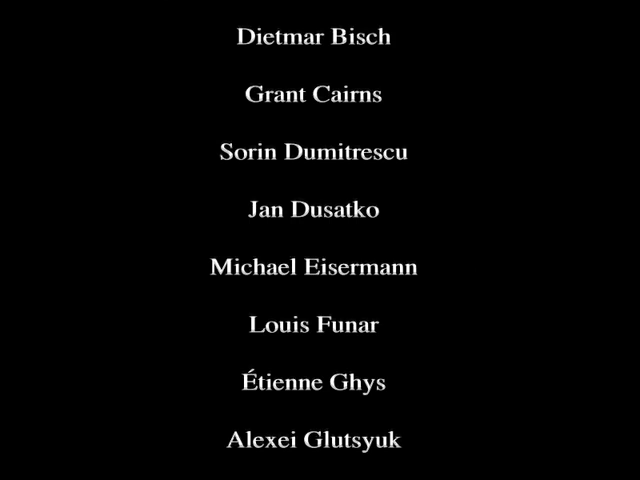 Dietmar Bisch
Grant Cairns
Sorin Dumitrescu
Jan Dusatko
Michael Eisermann
Louis Funar
Étienne Ghys
Alexei Glutsyuk